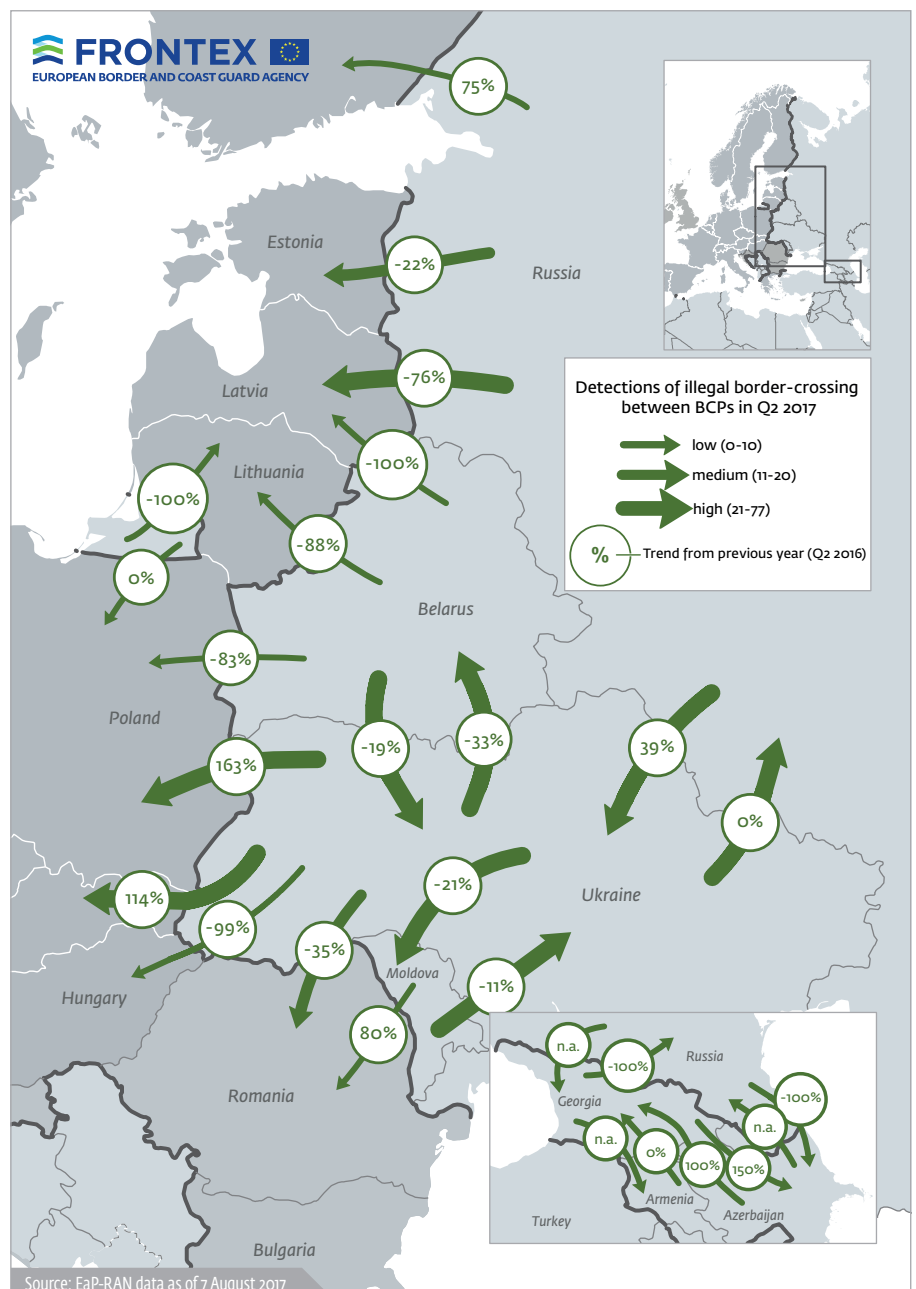 FRONTEX
EUROPEAN BORDER AND COAST GUARD AGENCY
75%
Estonia
-22%
Russia
Detections of illegal border-crossing
between BCPs in Q2 2017
low (0-10)
medium (11-20)
high (21-77)
%
Trend from previous year (Q2 2016)
-76%
Latvia
-100%
Lithuania
-100%
-88%
0%
Belarus
-83%
Poland
-19%
-33%
39%
163%
0%
-21%
Ukraine
114%
-99%
-35%
Moldova
-11%
Hungary
80%
Romania
n.a.
Russia
-100%
Georgia
-100%
n.a.
n.a.
0%
100%
150%
Armenia
Azerbaijan
Turkey
Bulgaria
Source: EaP-RAN data as of 7 August 2017